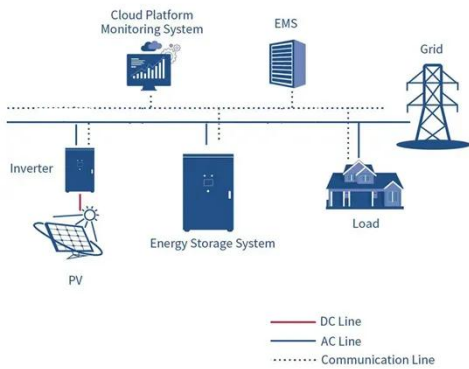 Cloud Platform
Monitoring System
EMS
Grid
Inverter
Energy Storage System
Load
PV
DC Line
AC Line
Communication Line